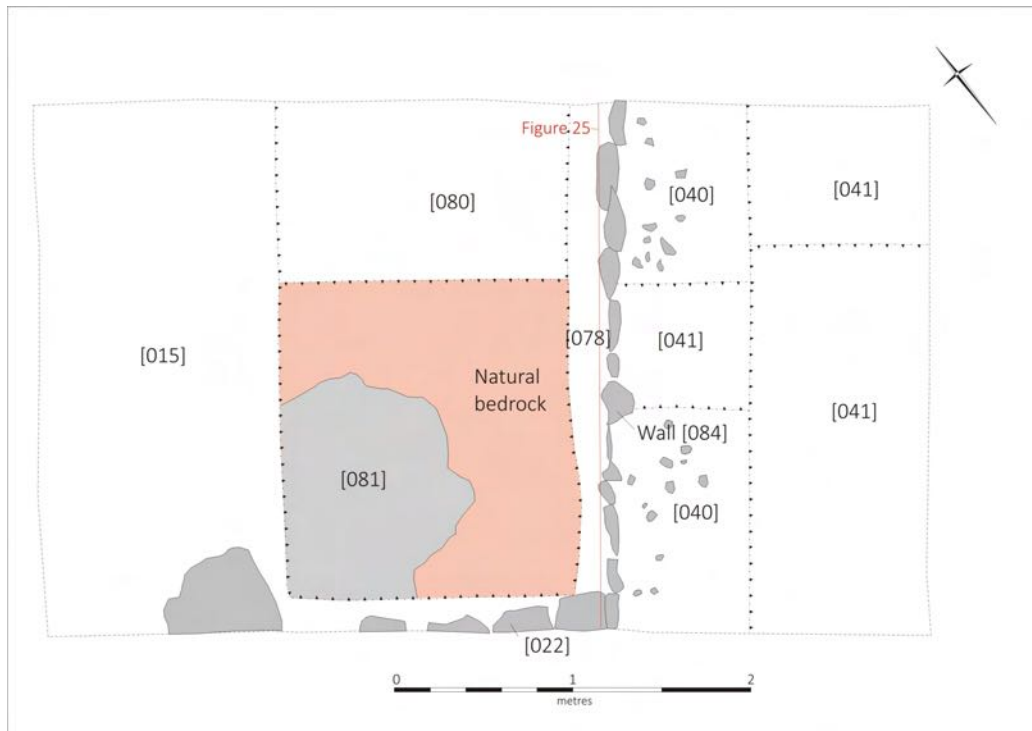 Figure 25
[080]
[040]
[041]
[015]
[078]
[041]
Natural
bedrock
[041]
Wall [084]
[081]
[040]
[022]
0
1
2
metres